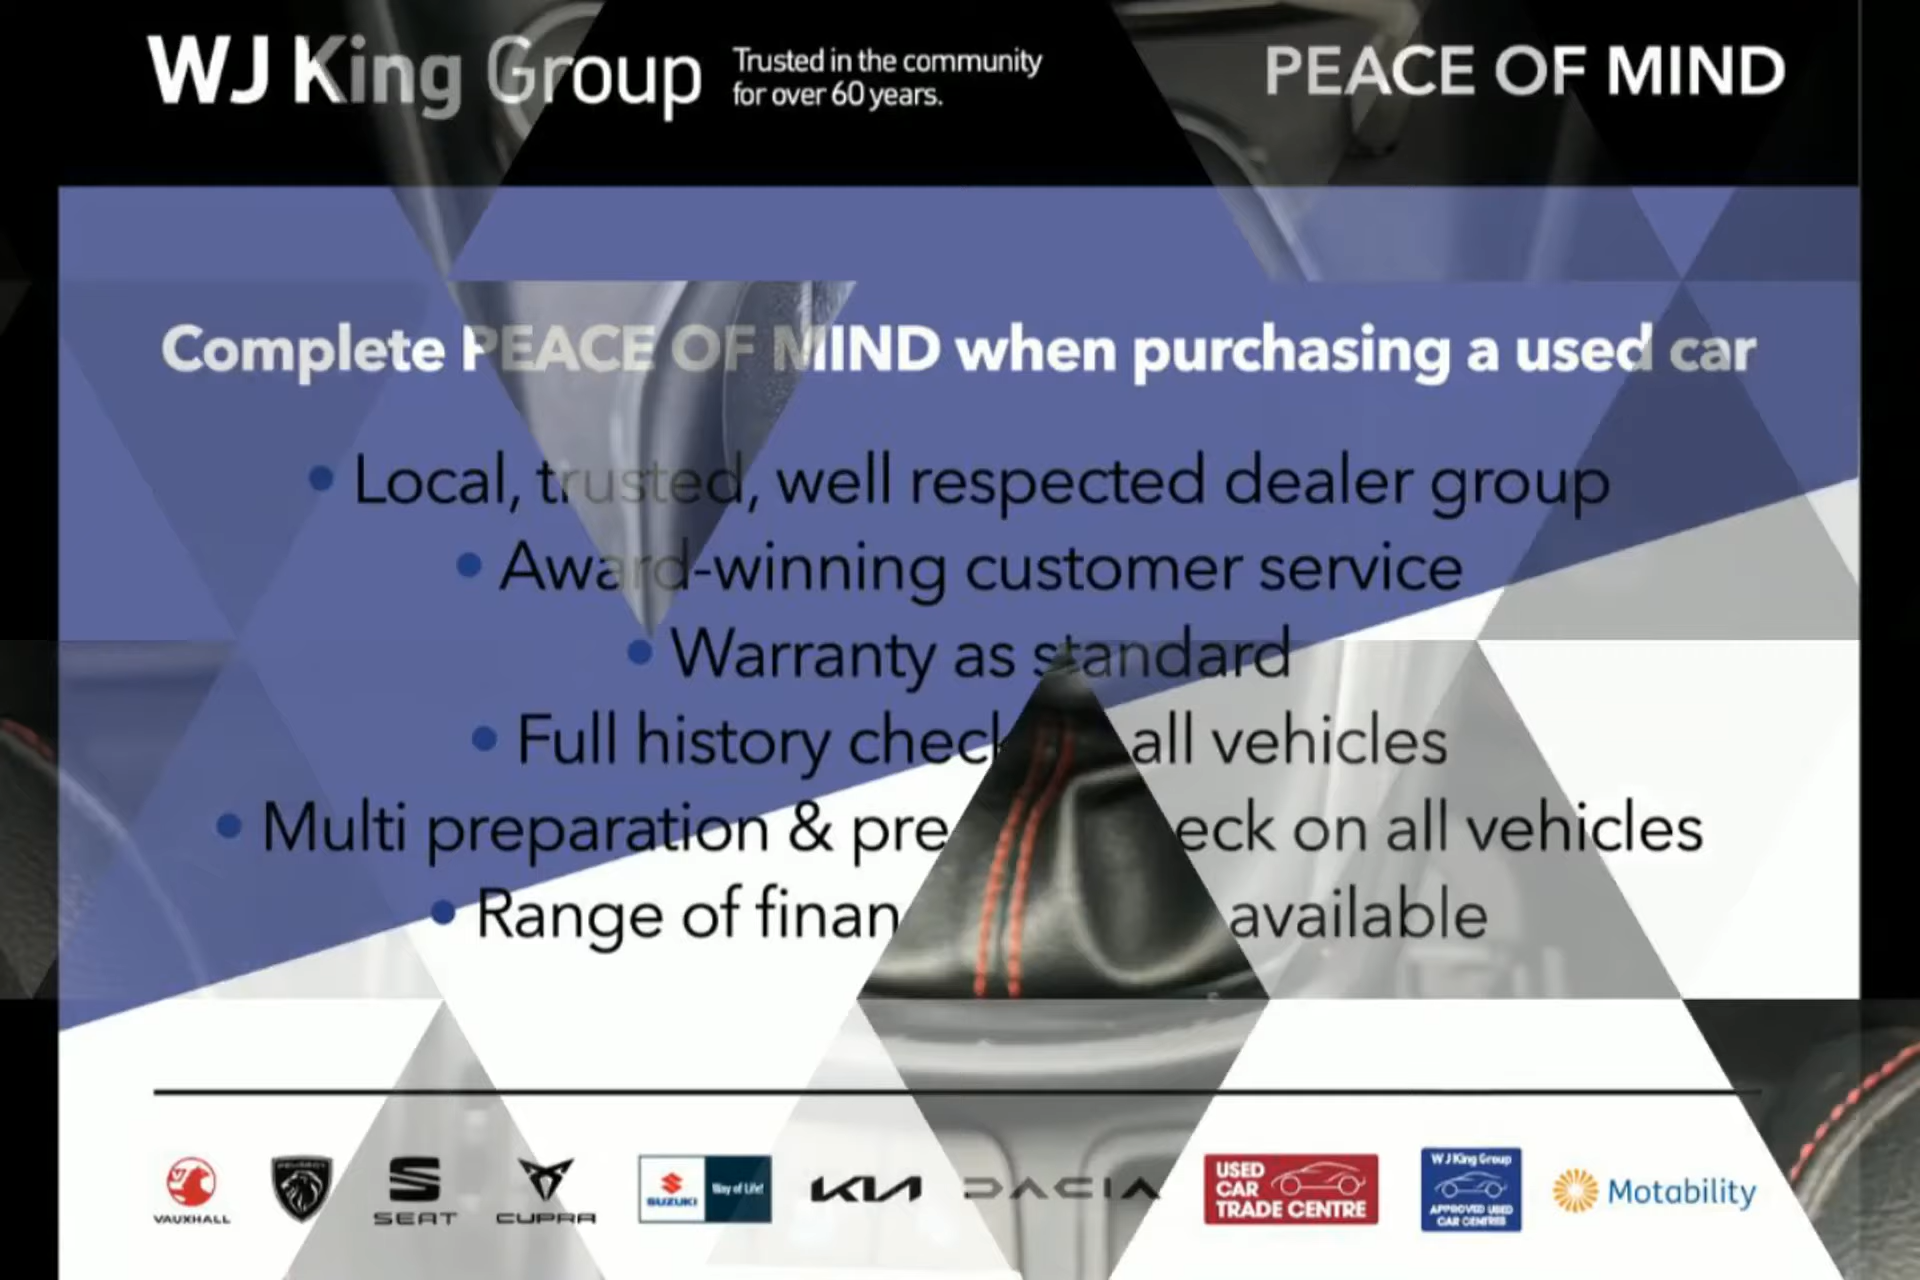 WJ King Group
Trusted in the community
for over 60 years.
PEACE OF MIND
Complete PEACE OF MIND when purchasing a used car
• Local, trusted, well respected dealer group
• Award-winning customer service
• Warranty as standard
• Full history chec all vehicles
• Multi preparation & pre eck on all vehicles
• Range of finan available
VAUXHALL
PEUGEOT
SEAT
CUPRA
SUZUKI
Way of Life!
KIA
DACIA
USED
CAR
TRADE CENTRE
WJ King Group
APPROVED USED
CAR CENTRES
Motability